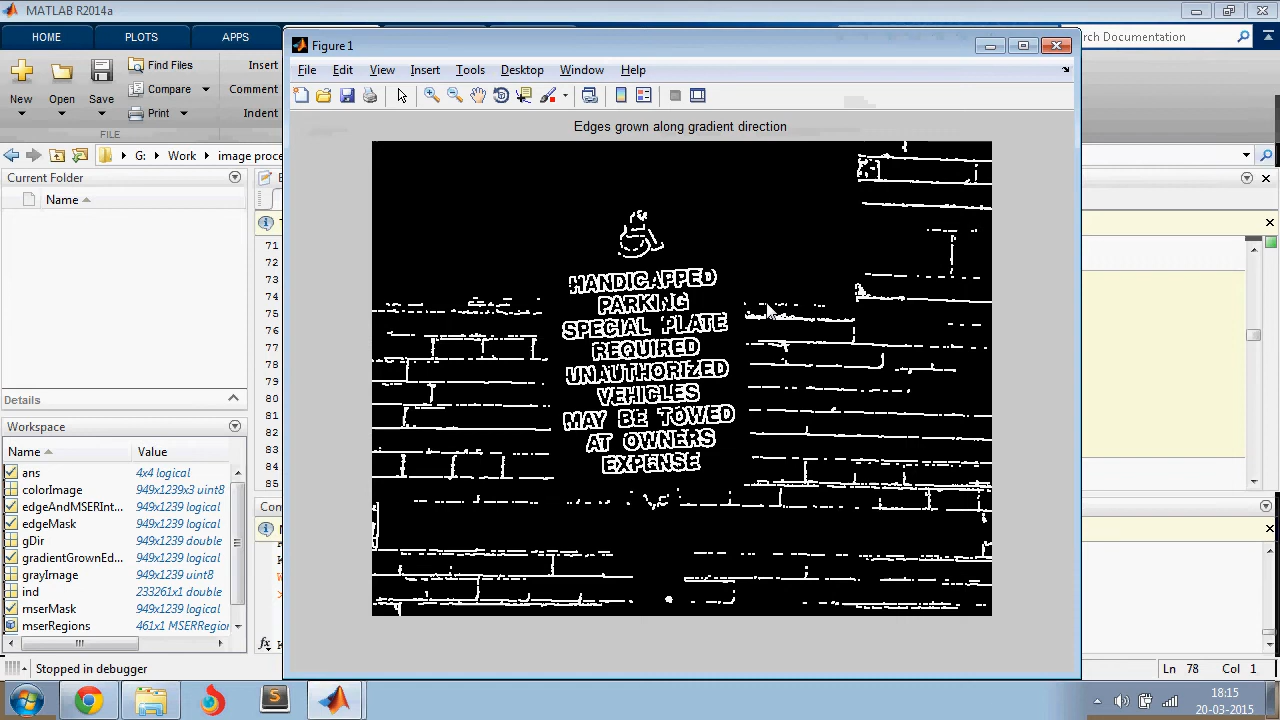 MATLAB R2014a
HOME PLOTS APPS
Search Documentation
Figure 1
File Edit View Insert Tools Desktop Window Help
New Open Save
Find Files
Compare
Print
Insert
Comment
Indent
FILE
G: Work image proce
Edges grown along gradient direction
HANDICAPPED
PARKING
SPECIAL PLATE
REQUIRED
UNAUTHORIZED
VEHICLES
MAY BE TOWED
AT OWNERS
EXPENSE
Current Folder
Name
Details
71
72
73
74
75
76
77
78
79
80
81
82
83
84
85
Workspace
Name Value
ans 4x4 logical
colorImage 949x1239x3 uint8
edgeAndMSERInt... 949x1239 logical
edgeMask 949x1239 logical
gDir 949x1239 double
gradientGrownEd... 949x1239 logical
grayImage 949x1239 uint8
ind 233261x1 double
mserMask 949x1239 logical
mserRegions 461x1 MSERRegion
Com
Stopped in debugger
Ln 78 Col 1
18:15
20-03-2015